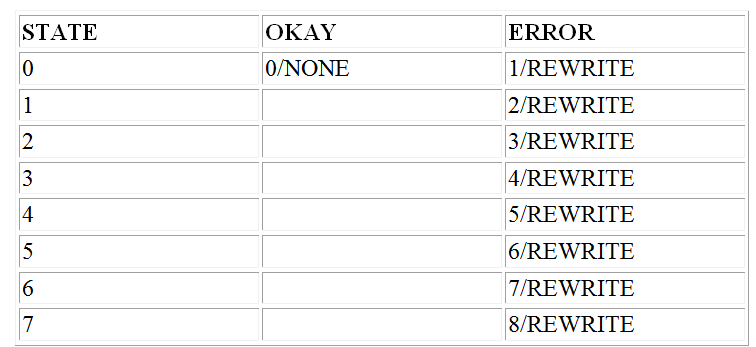 STATE OKAY ERROR
0 0/NONE 1/REWRITE
1 2/REWRITE
2 3/REWRITE
3 4/REWRITE
4 5/REWRITE
5 6/REWRITE
6 7/REWRITE
7 8/REWRITE